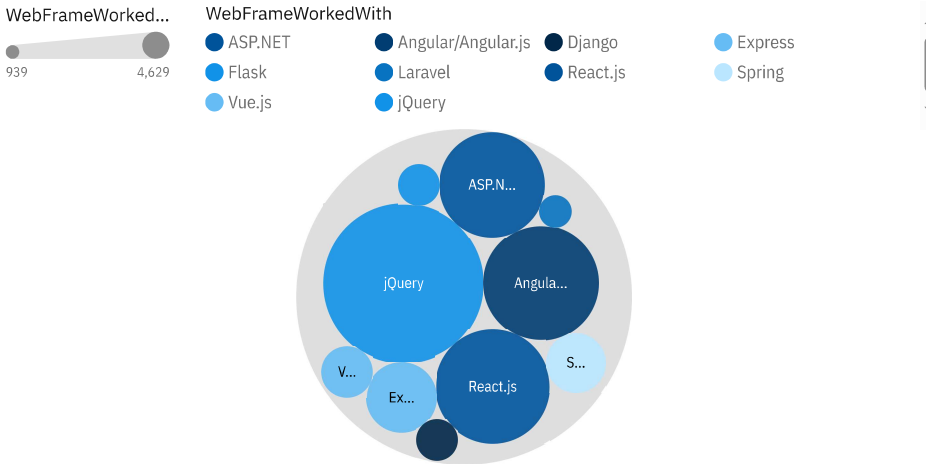 WebFrameWorked...
939 4,629
WebFrameWorkedWith
ASP.NET Angular/Angular.js Django Express
Flask Laravel React.js Spring
Vue.js jQuery
ASP.N...
jQuery Angula...
V... S...
Ex... React.js